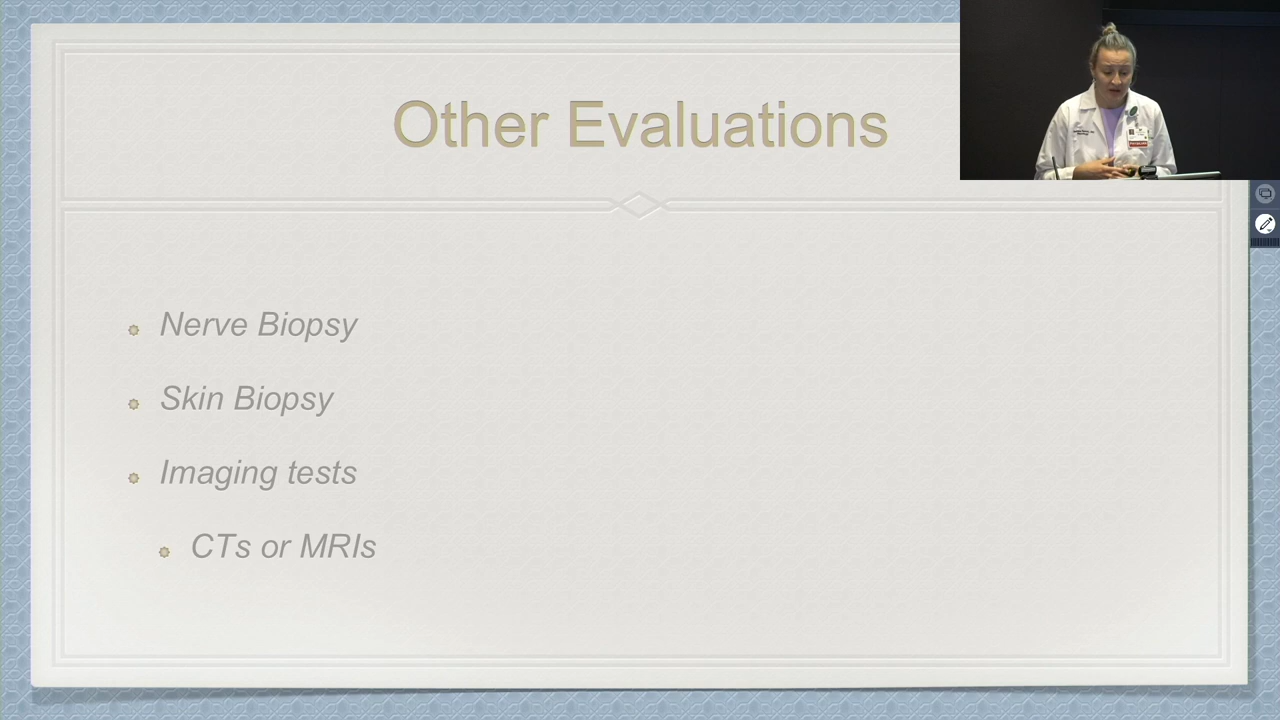 Other Evaluations
Nerve Biopsy
Skin Biopsy
Imaging tests
CTs or MRIs